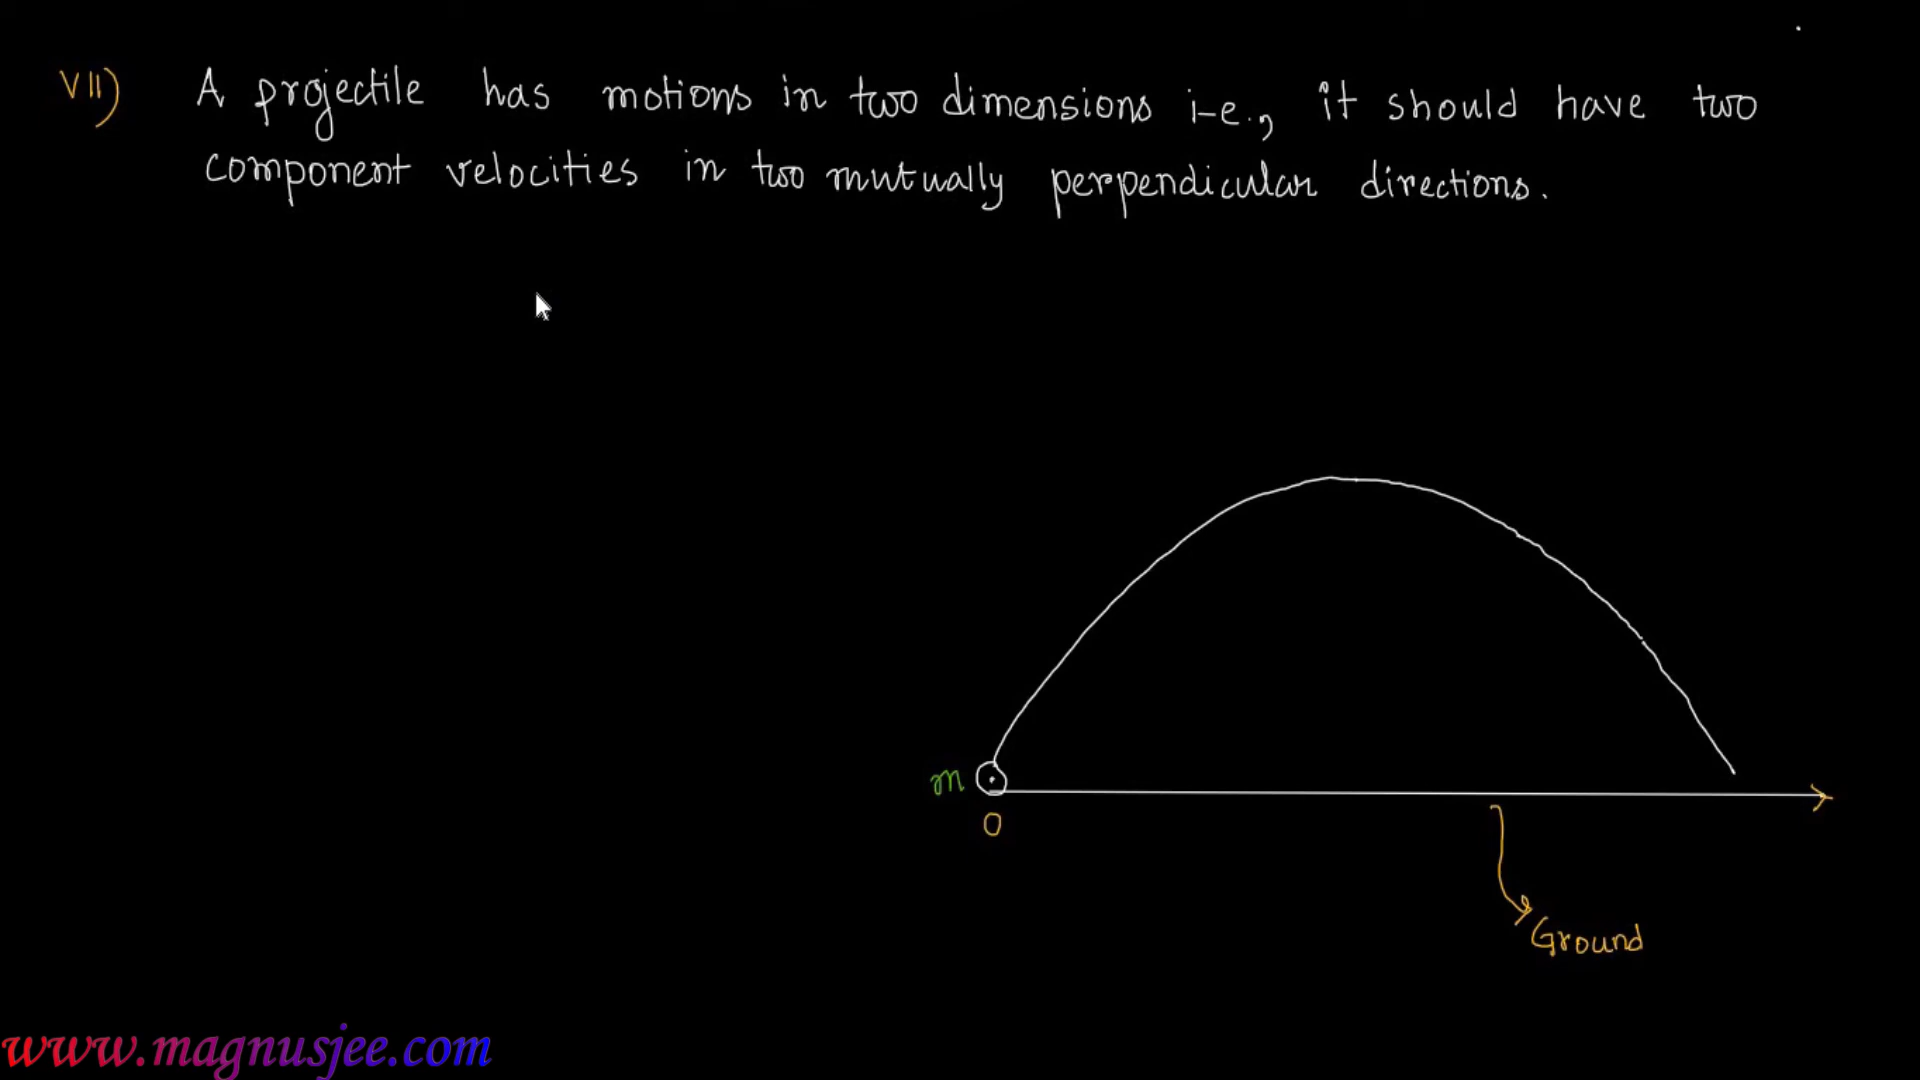 VII) A projectile has motions in two dimensions i-e., it should have two
component velocities in two mutually perpendicular directions.
m
O
Ground
www.magnusjee.com